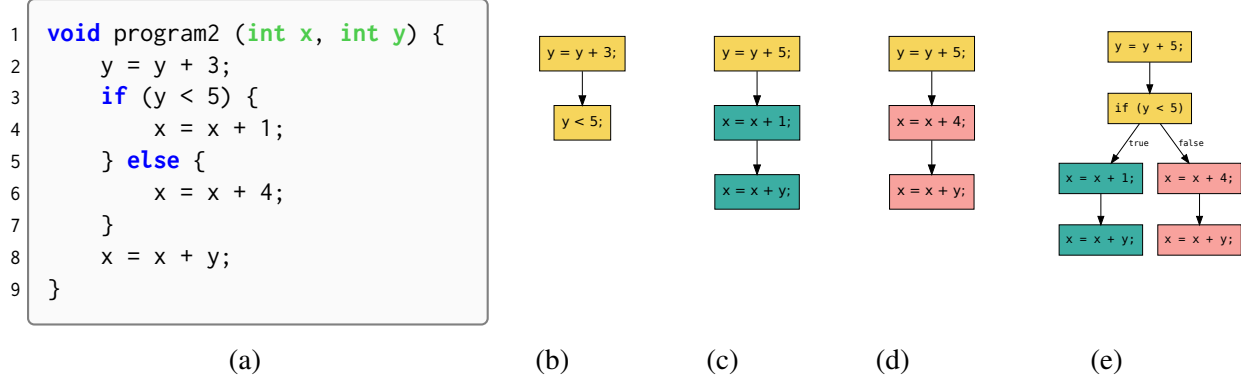 1 void program2 (int x, int y) {
2 y = y + 3;
3 if (y < 5) {
4 x = x + 1;
5 } else {
6 x = x + 4;
7 }
8 x = x + y;
9 }
(a)
y = y + 3;
y < 5;
(b)
y = y + 5;
x = x + 1;
x = x + y;
(c)
y = y + 5;
x = x + 4;
x = x + y;
(d)
y = y + 5;
if (y < 5)
true false
x = x + 1; x = x + 4;
x = x + y; x = x + y;
(e)